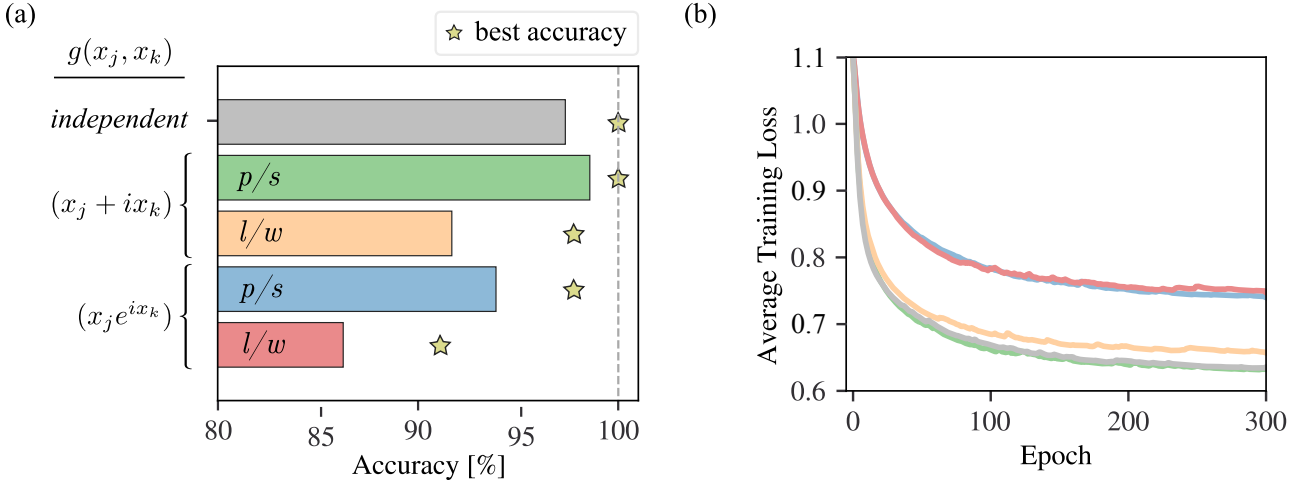 (a)
best accuracy
g(x_j, x_k)
independent
(x_j + ix_k)
p/s
l/w
(x_j e^{ix_k})
p/s
l/w
80 85 90 95 100
Accuracy [%]
(b)
Average Training Loss
1.1
1.0
0.9
0.8
0.7
0.6
0 100 200 300
Epoch